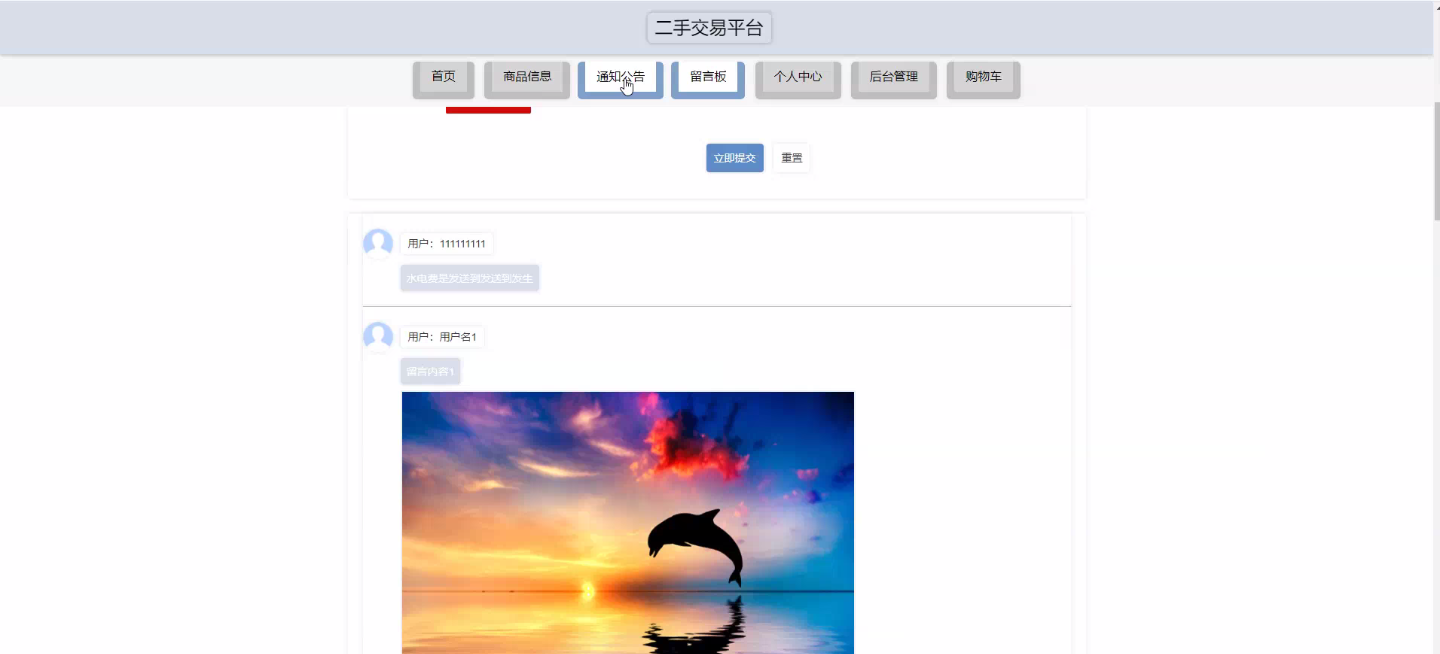 二手交易平台
首页 商品信息 通知公告 留言板 个人中心 后台管理 购物车
立即提交 重置
用户：111111111
水电费是发送到发送到发生
用户：用户名1
留言内容1